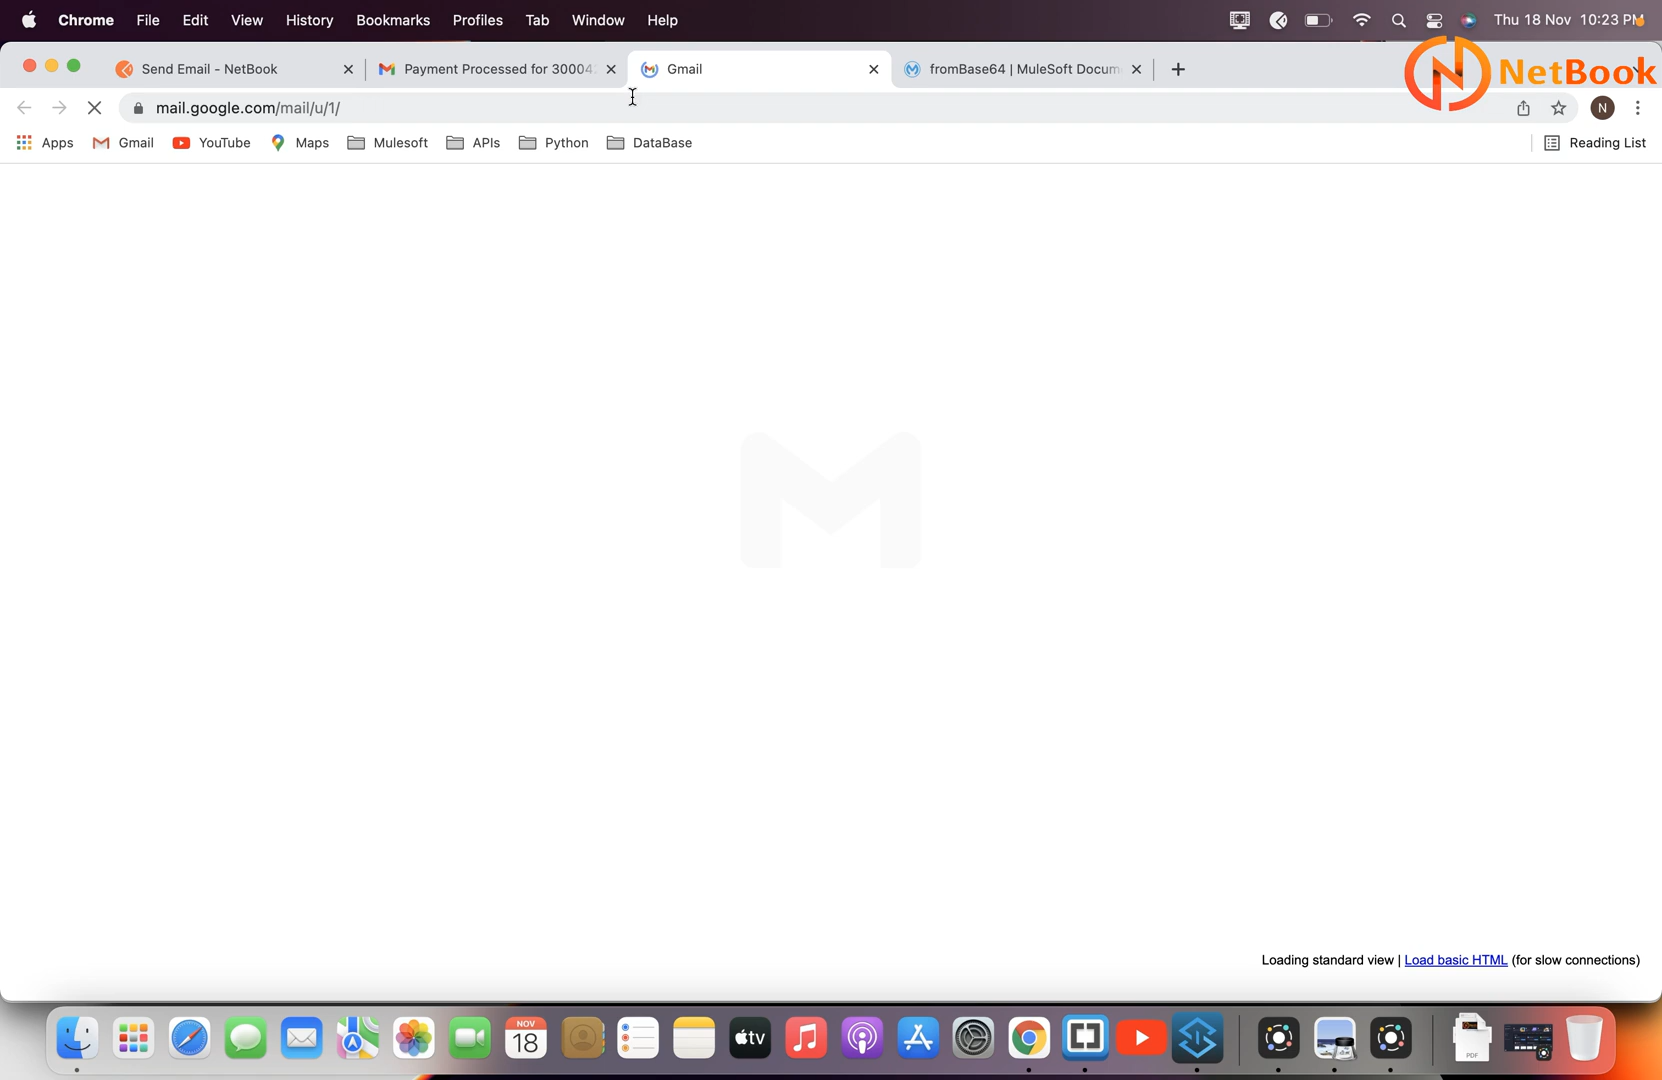 Chrome File Edit View History Bookmarks Profiles Tab Window Help Thu 18 Nov 10:23 PM
Send Email - NetBook Payment Processed for 30004 Gmail fromBase64 | MuleSoft Docum
NetBook
mail.google.com/mail/u/1/ N
Apps Gmail YouTube Maps Mulesoft APIs Python DataBase Reading List
Loading standard view | Load basic HTML (for slow connections)
NOV
18
tv
PDF